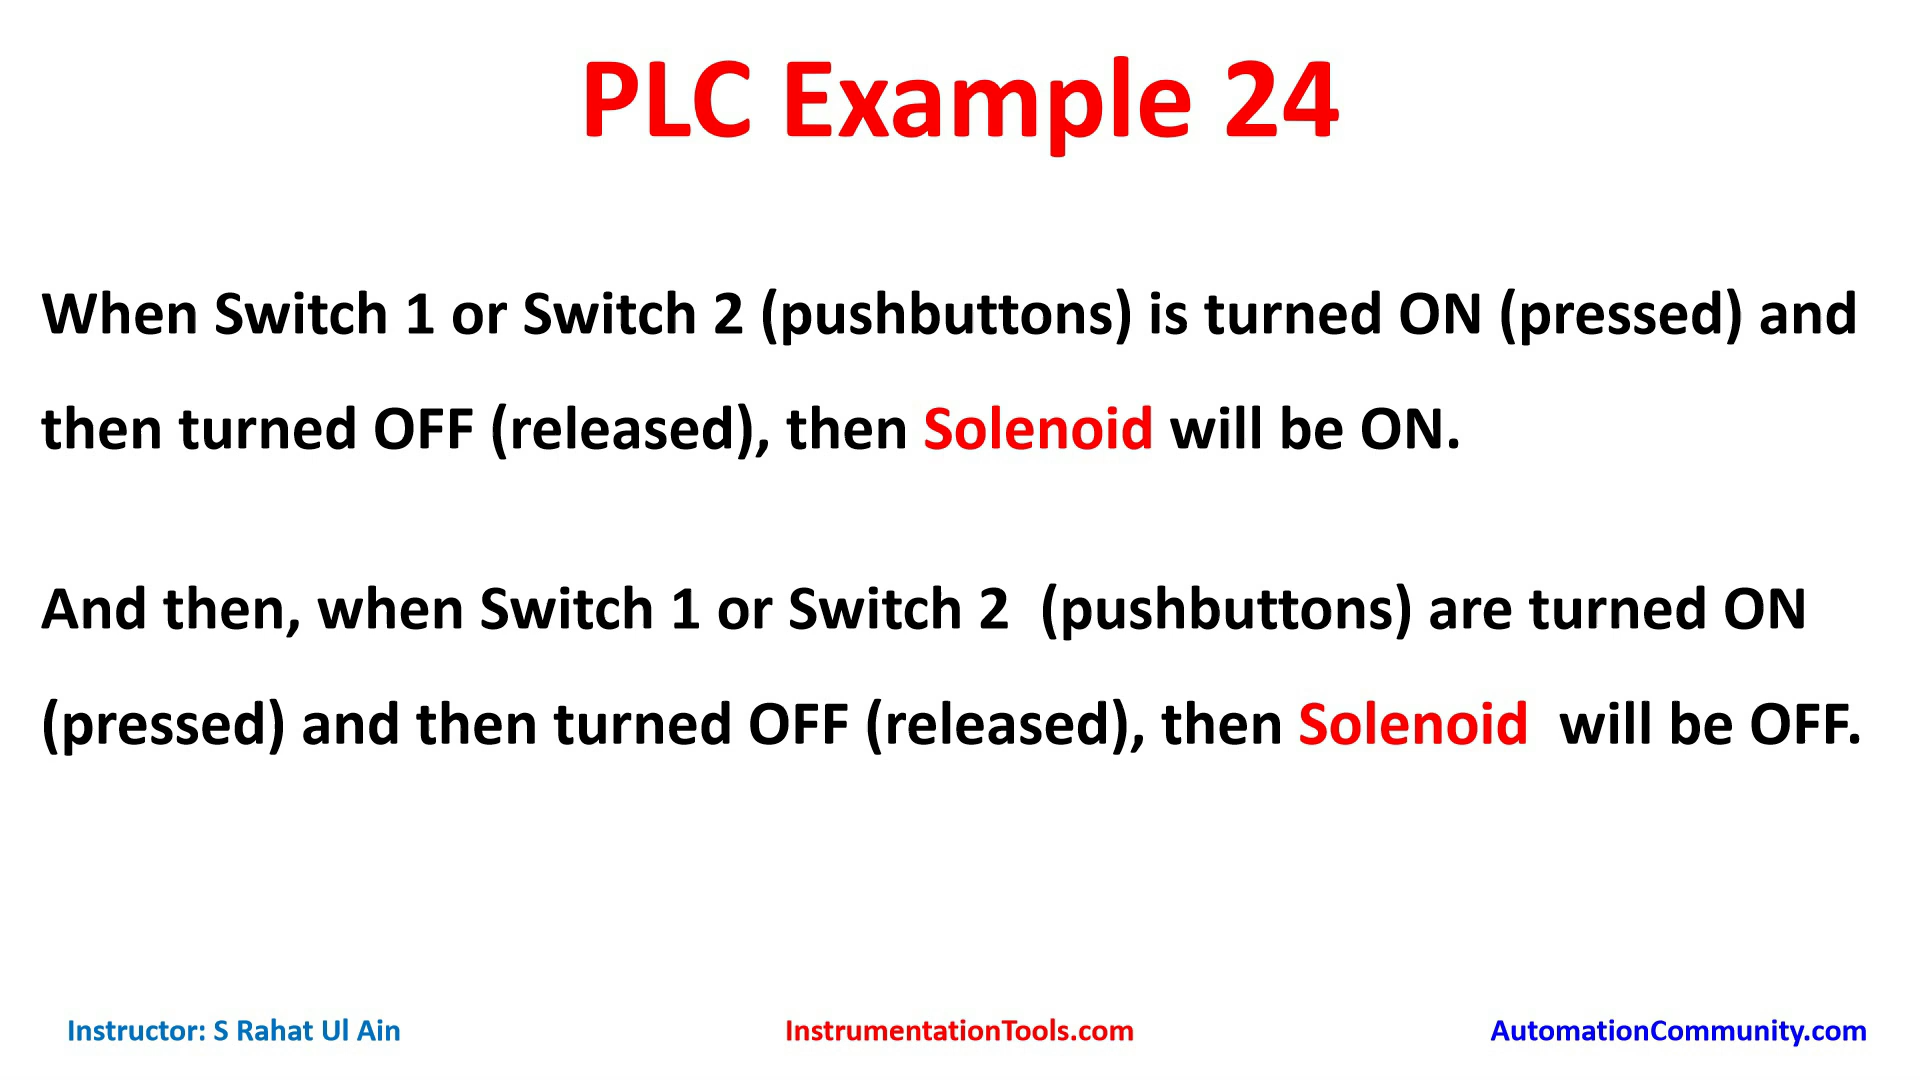 PLC Example 24
When Switch 1 or Switch 2 (pushbuttons) is turned ON (pressed) and
then turned OFF (released), then Solenoid will be ON.
And then, when Switch 1 or Switch 2  (pushbuttons) are turned ON
(pressed) and then turned OFF (released), then Solenoid  will be OFF.
Instructor: S Rahat Ul Ain
InstrumentationTools.com
AutomationCommunity.com